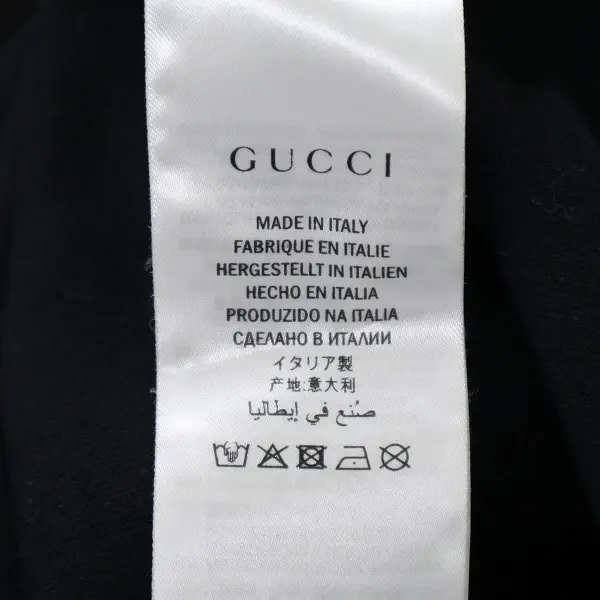 GUCCI
MADE IN ITALY
FABRIQUE EN ITALIE
HERGESTELLT IN ITALIEN
HECHO EN ITALIA
PRODUZIDO NA ITALIA
СДЕЛАНО В ИТАЛИИ
イタリア製
产地:意大利
صُنع في إيطاليا